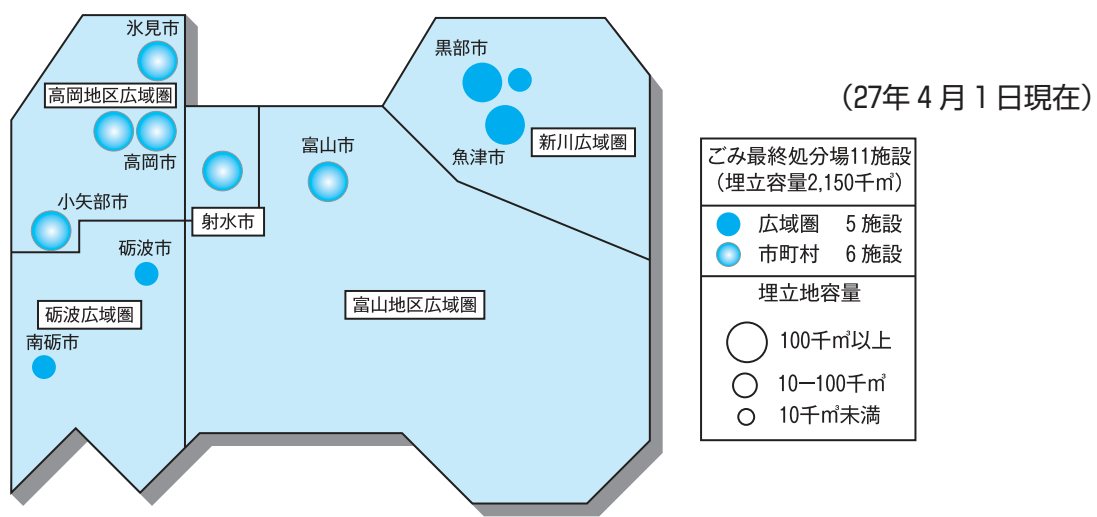 氷見市
高岡地区広域圏
高岡市
小矢部市
砺波市
砺波広域圏
南砺市
射水市
富山市
富山地区広域圏
黒部市
魚津市
新川広域圏
（27年4月1日現在）
ごみ最終処分場11施設
（埋立容量2,150千㎥）
広域圏 5施設
市町村 6施設
埋立地容量
100千㎥以上
10－100千㎥
10千㎥未満